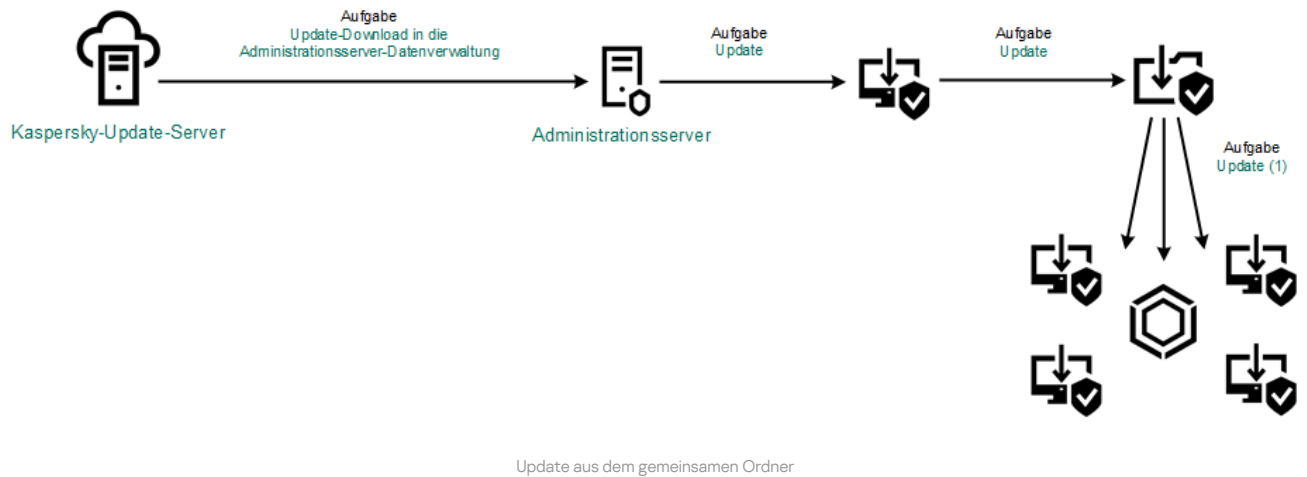 Aufgabe
Update-Download in die
Administrationsserver-Datenverwaltung
Kaspersky-Update-Server
Administrationsserver
Aufgabe
Update
Aufgabe
Update
Aufgabe
Update (1)
Update aus dem gemeinsamen Ordner